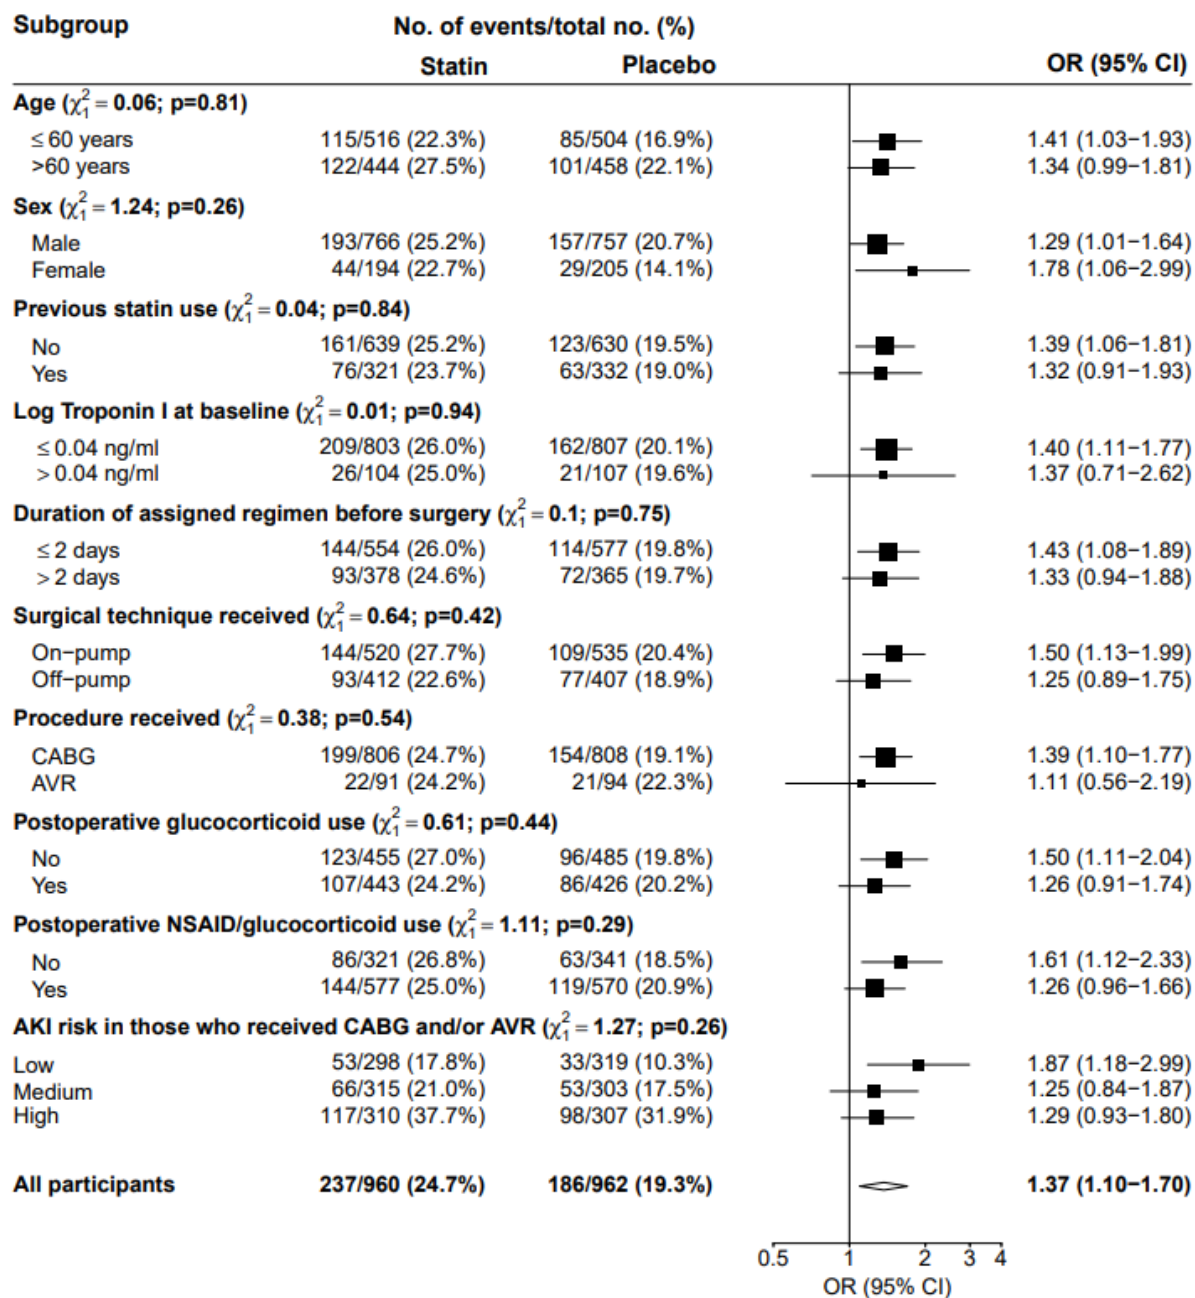 Subgroup No. of events/total no. (%)
Statin Placebo OR (95% CI)
Age (χ₁² = 0.06; p=0.81)
≤ 60 years 115/516 (22.3%) 85/504 (16.9%) 1.41 (1.03−1.93)
>60 years 122/444 (27.5%) 101/458 (22.1%) 1.34 (0.99−1.81)
Sex (χ₁² = 1.24; p=0.26)
Male 193/766 (25.2%) 157/757 (20.7%) 1.29 (1.01−1.64)
Female 44/194 (22.7%) 29/205 (14.1%) 1.78 (1.06−2.99)
Previous statin use (χ₁² = 0.04; p=0.84)
No 161/639 (25.2%) 123/630 (19.5%) 1.39 (1.06−1.81)
Yes 76/321 (23.7%) 63/332 (19.0%) 1.32 (0.91−1.93)
Log Troponin I at baseline (χ₁² = 0.01; p=0.94)
≤ 0.04 ng/ml 209/803 (26.0%) 162/807 (20.1%) 1.40 (1.11−1.77)
> 0.04 ng/ml 26/104 (25.0%) 21/107 (19.6%) 1.37 (0.71−2.62)
Duration of assigned regimen before surgery (χ₁² = 0.1; p=0.75)
≤ 2 days 144/554 (26.0%) 114/577 (19.8%) 1.43 (1.08−1.89)
> 2 days 93/378 (24.6%) 72/365 (19.7%) 1.33 (0.94−1.88)
Surgical technique received (χ₁² = 0.64; p=0.42)
On−pump 144/520 (27.7%) 109/535 (20.4%) 1.50 (1.13−1.99)
Off−pump 93/412 (22.6%) 77/407 (18.9%) 1.25 (0.89−1.75)
Procedure received (χ₁² = 0.38; p=0.54)
CABG 199/806 (24.7%) 154/808 (19.1%) 1.39 (1.10−1.77)
AVR 22/91 (24.2%) 21/94 (22.3%) 1.11 (0.56−2.19)
Postoperative glucocorticoid use (χ₁² = 0.61; p=0.44)
No 123/455 (27.0%) 96/485 (19.8%) 1.50 (1.11−2.04)
Yes 107/443 (24.2%) 86/426 (20.2%) 1.26 (0.91−1.74)
Postoperative NSAID/glucocorticoid use (χ₁² = 1.11; p=0.29)
No 86/321 (26.8%) 63/341 (18.5%) 1.61 (1.12−2.33)
Yes 144/577 (25.0%) 119/570 (20.9%) 1.26 (0.96−1.66)
AKI risk in those who received CABG and/or AVR (χ₁² = 1.27; p=0.26)
Low 53/298 (17.8%) 33/319 (10.3%) 1.87 (1.18−2.99)
Medium 66/315 (21.0%) 53/303 (17.5%) 1.25 (0.84−1.87)
High 117/310 (37.7%) 98/307 (31.9%) 1.29 (0.93−1.80)
All participants 237/960 (24.7%) 186/962 (19.3%) 1.37 (1.10−1.70)
0.5 1 2 3 4
OR (95% CI)